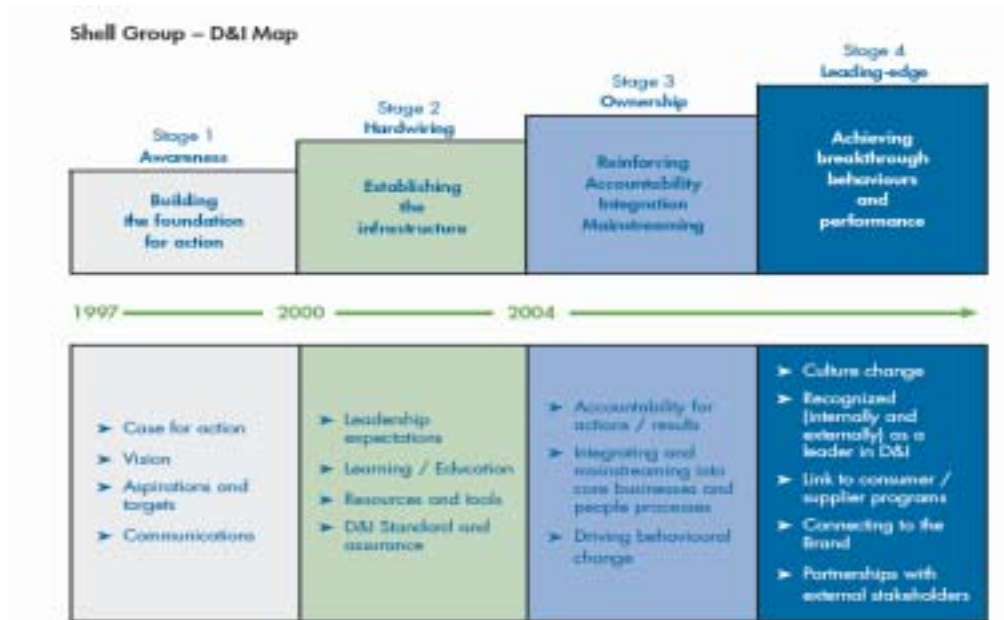 Shell Group – D&I Map
Stage 1
Awareness
Building
the foundation
for action
Stage 2
Hardwiring
Establishing
the
infrastructure
Stage 3
Ownership
Reinforcing
Accountability
Integration
Mainstreaming
Stage 4
Leading-edge
Achieving
breakthrough
behaviours
and
performance
1997
2000
2004
➤ Case for action
➤ Vision
➤ Aspirations and
targets
➤ Communications
➤ Leadership
expectations
➤ Learning / Education
➤ Resources and tools
➤ D&I Standard and
assurance
➤ Accountability for
actions / results
➤ Integrating and
mainstreaming into
core businesses and
people processes
➤ Driving behavioural
change
➤ Culture change
➤ Recognized
(internally and
externally) as a
leader in D&I
➤ Link to consumer /
supplier programs
➤ Connecting to the
Brand
➤ Partnerships with
external stakeholders